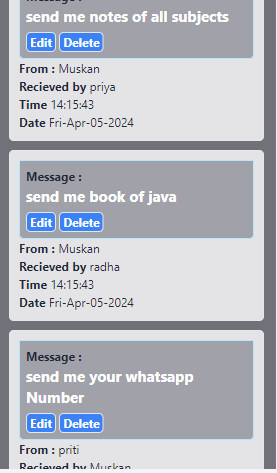 Message :
send me notes of all subjects
Edit Delete
From : Muskan
Recieved by priya
Time 14:15:43
Date Fri-Apr-05-2024
Message :
send me book of java
Edit Delete
From : Muskan
Recieved by radha
Time 14:15:43
Date Fri-Apr-05-2024
Message :
send me your whatsapp
Number
Edit Delete
From : priti
Recieved by Muskan